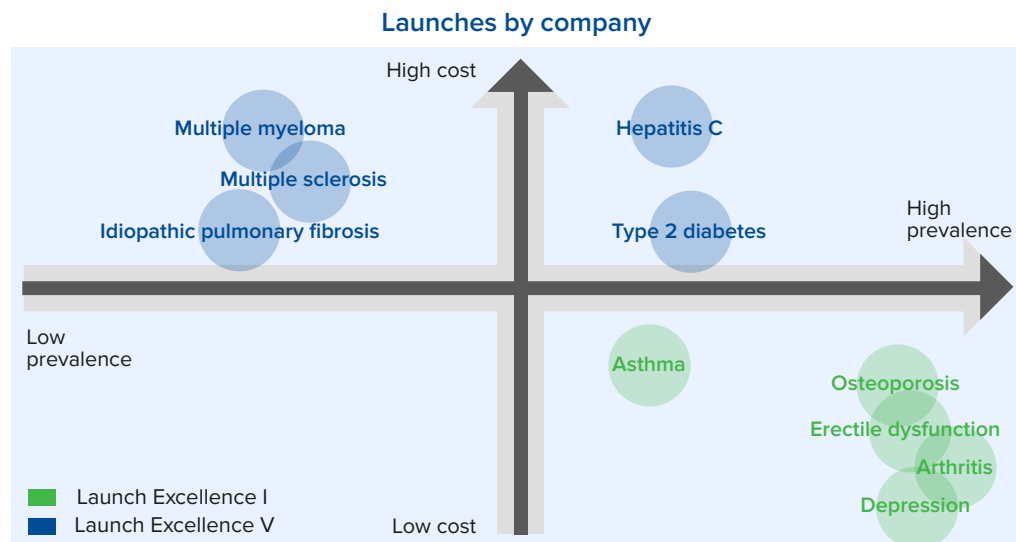 Launches by company
High cost
Multiple myeloma
Hepatitis C
Multiple sclerosis
Idiopathic pulmonary fibrosis
Type 2 diabetes
High
prevalence
Low
prevalence
Asthma
Osteoporosis
Erectile dysfunction
Arthritis
Depression
Launch Excellence I
Launch Excellence V
Low cost